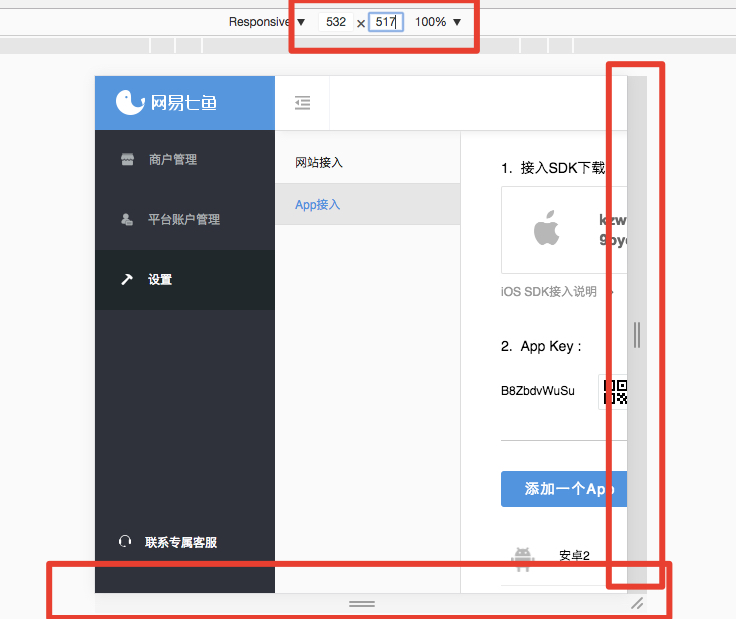 Responsive ▼ 532 × 517 100% ▼
网易七鱼
商户管理
平台账户管理
设置
联系专属客服
网站接入
App接入
1. 接入SDK下载
kzw
iOS SDK接入说明
2. App Key :
B8ZbdvWuSu
添加一个App
安卓2